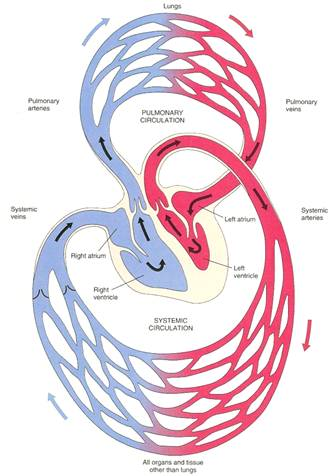 Lungs
Pulmonary
arteries
PULMONARY
CIRCULATION
Pulmonary
veins
Systemic
veins
Left atrium
Systemic
arteries
Right atrium
Left
ventricle
Right
ventricle
SYSTEMIC
CIRCULATION
All organs and tissue
other than lungs